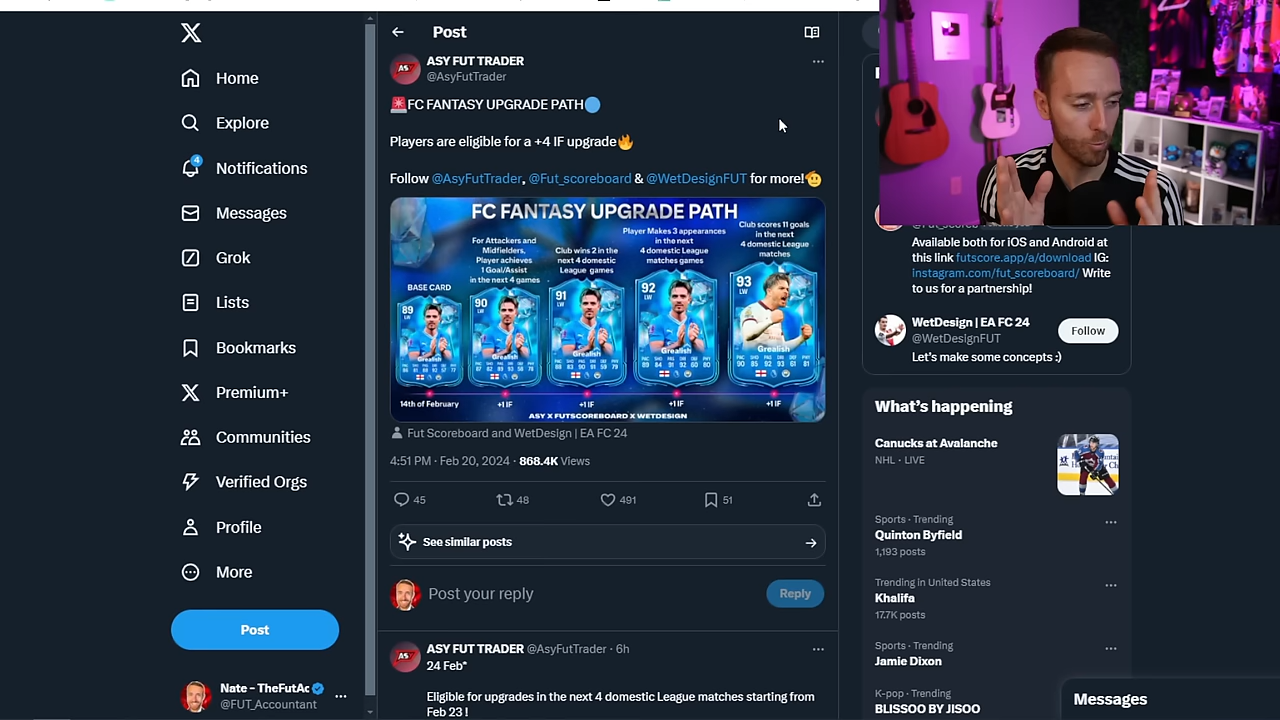 Home
Explore
4
Notifications
Messages
Grok
Lists
Bookmarks
Premium+
Communities
Verified Orgs
Profile
More
Post
Nate - TheFutAc
@FUT_Accountant
Post
ASY FUT TRADER
@AsyFutTrader
🚨FC FANTASY UPGRADE PATH🔵
Players are eligible for a +4 IF upgrade🔥
Follow @AsyFutTrader, @Fut_scoreboard & @WetDesignFUT for more!🫡
FC FANTASY UPGRADE PATH
BASE CARD
For Attackers and
Midfielders,
Player achieves
1 Goal/Assist
in the next 4 games
Club wins 2 in the
next 4 domestic
League games
Player Makes 3 appearances
in the next
4 domestic League
matches games
Club scores 11 goals
in the next
4 domestic League
matches
89
LW
Grealish
90
LW
Grealish
91
LW
Grealish
92
LW
Grealish
93
LW
Grealish
14th of February
+1 IF
+1 IF
+1 IF
+1 IF
ASY X FUTSCOREBOARD X WETDESIGN
Fut Scoreboard and WetDesign | EA FC 24
4:51 PM · Feb 20, 2024 · 868.4K Views
45
48
491
51
See similar posts
Post your reply
Reply
ASY FUT TRADER @AsyFutTrader · 6h
24 Feb*
Eligible for upgrades in the next 4 domestic League matches starting from
Feb 23 !
Available both for iOS and Android at
this link futscore.app/a/download IG:
Instagram.com/fut_scoreboard/ Write
to us for a partnership!
WetDesign | EA FC 24
@WetDesignFUT
Follow
Let's make some concepts :)
What's happening
Canucks at Avalanche
NHL · LIVE
Sports · Trending
Quinton Byfield
1,193 posts
Trending in United States
Khalifa
17.7K posts
Sports · Trending
Jamie Dixon
K-pop · Trending
BLISSOO BY JISOO
Messages